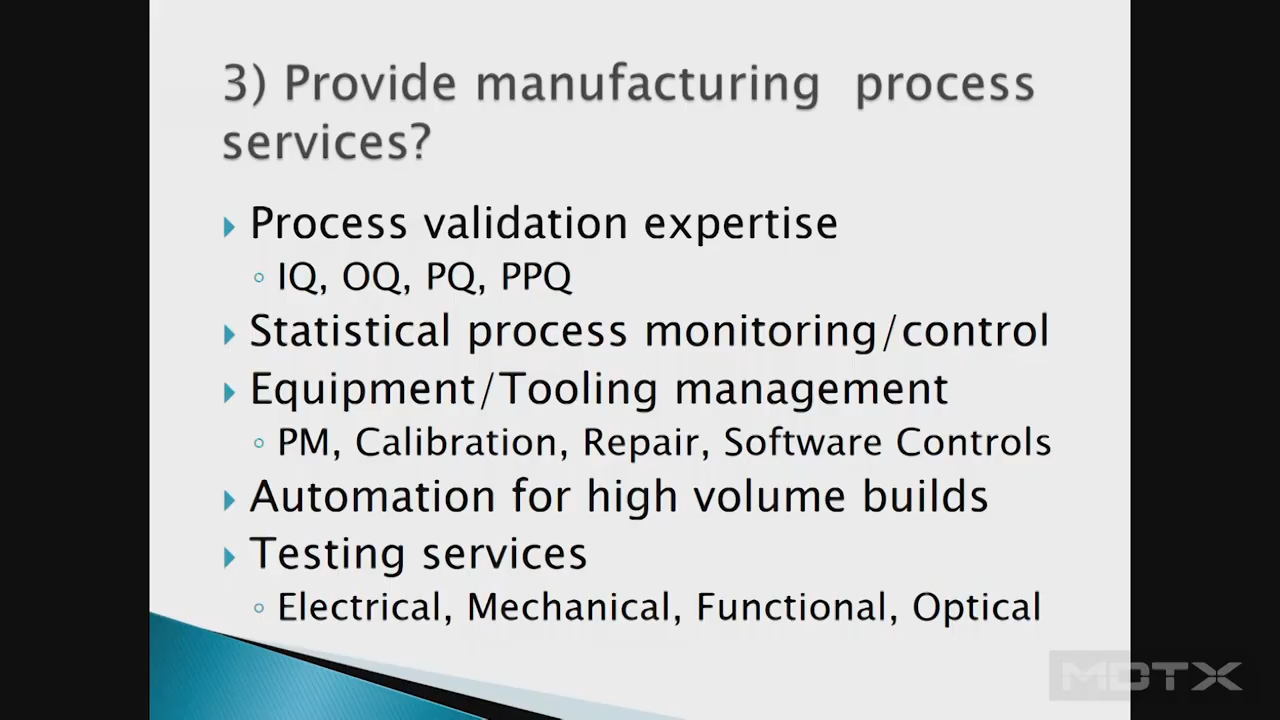 3) Provide manufacturing process
services?
Process validation expertise
IQ, OQ, PQ, PPQ
Statistical process monitoring/control
Equipment/Tooling management
PM, Calibration, Repair, Software Controls
Automation for high volume builds
Testing services
Electrical, Mechanical, Functional, Optical
MDTX